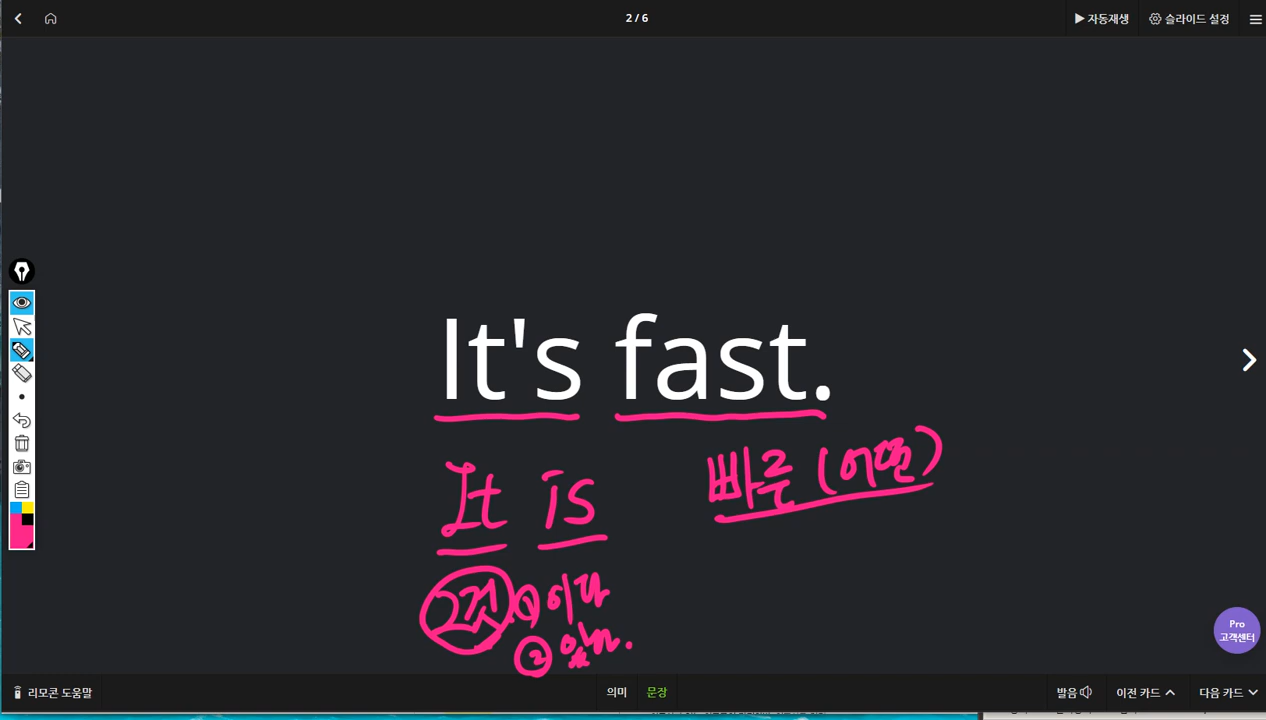 2 / 6
자동재생
슬라이드 설정
It's fast.
It is
빠른 (어떤)
그것 ① 이다
② 있다.
Pro
고객센터
리모콘 도움말
의미
문장
발음
이전 카드
다음 카드